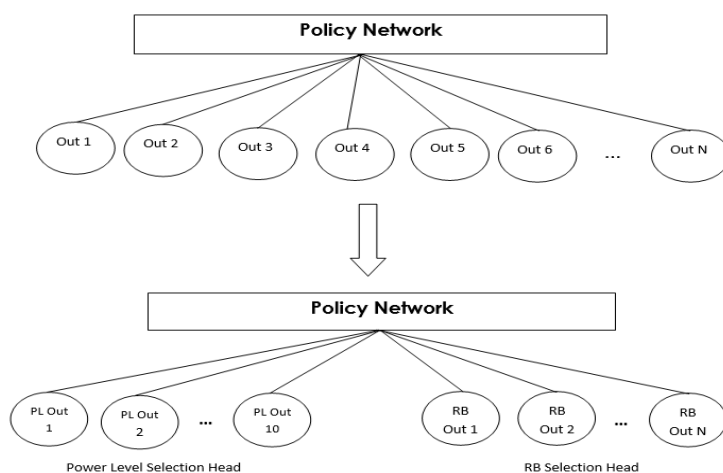 Policy Network
Out 1 Out 2 Out 3 Out 4 Out 5 Out 6 ... Out N
Policy Network
PL Out 1 PL Out 2 ... PL Out 10 RB Out 1 RB Out 2 ... RB Out N
Power Level Selection Head RB Selection Head